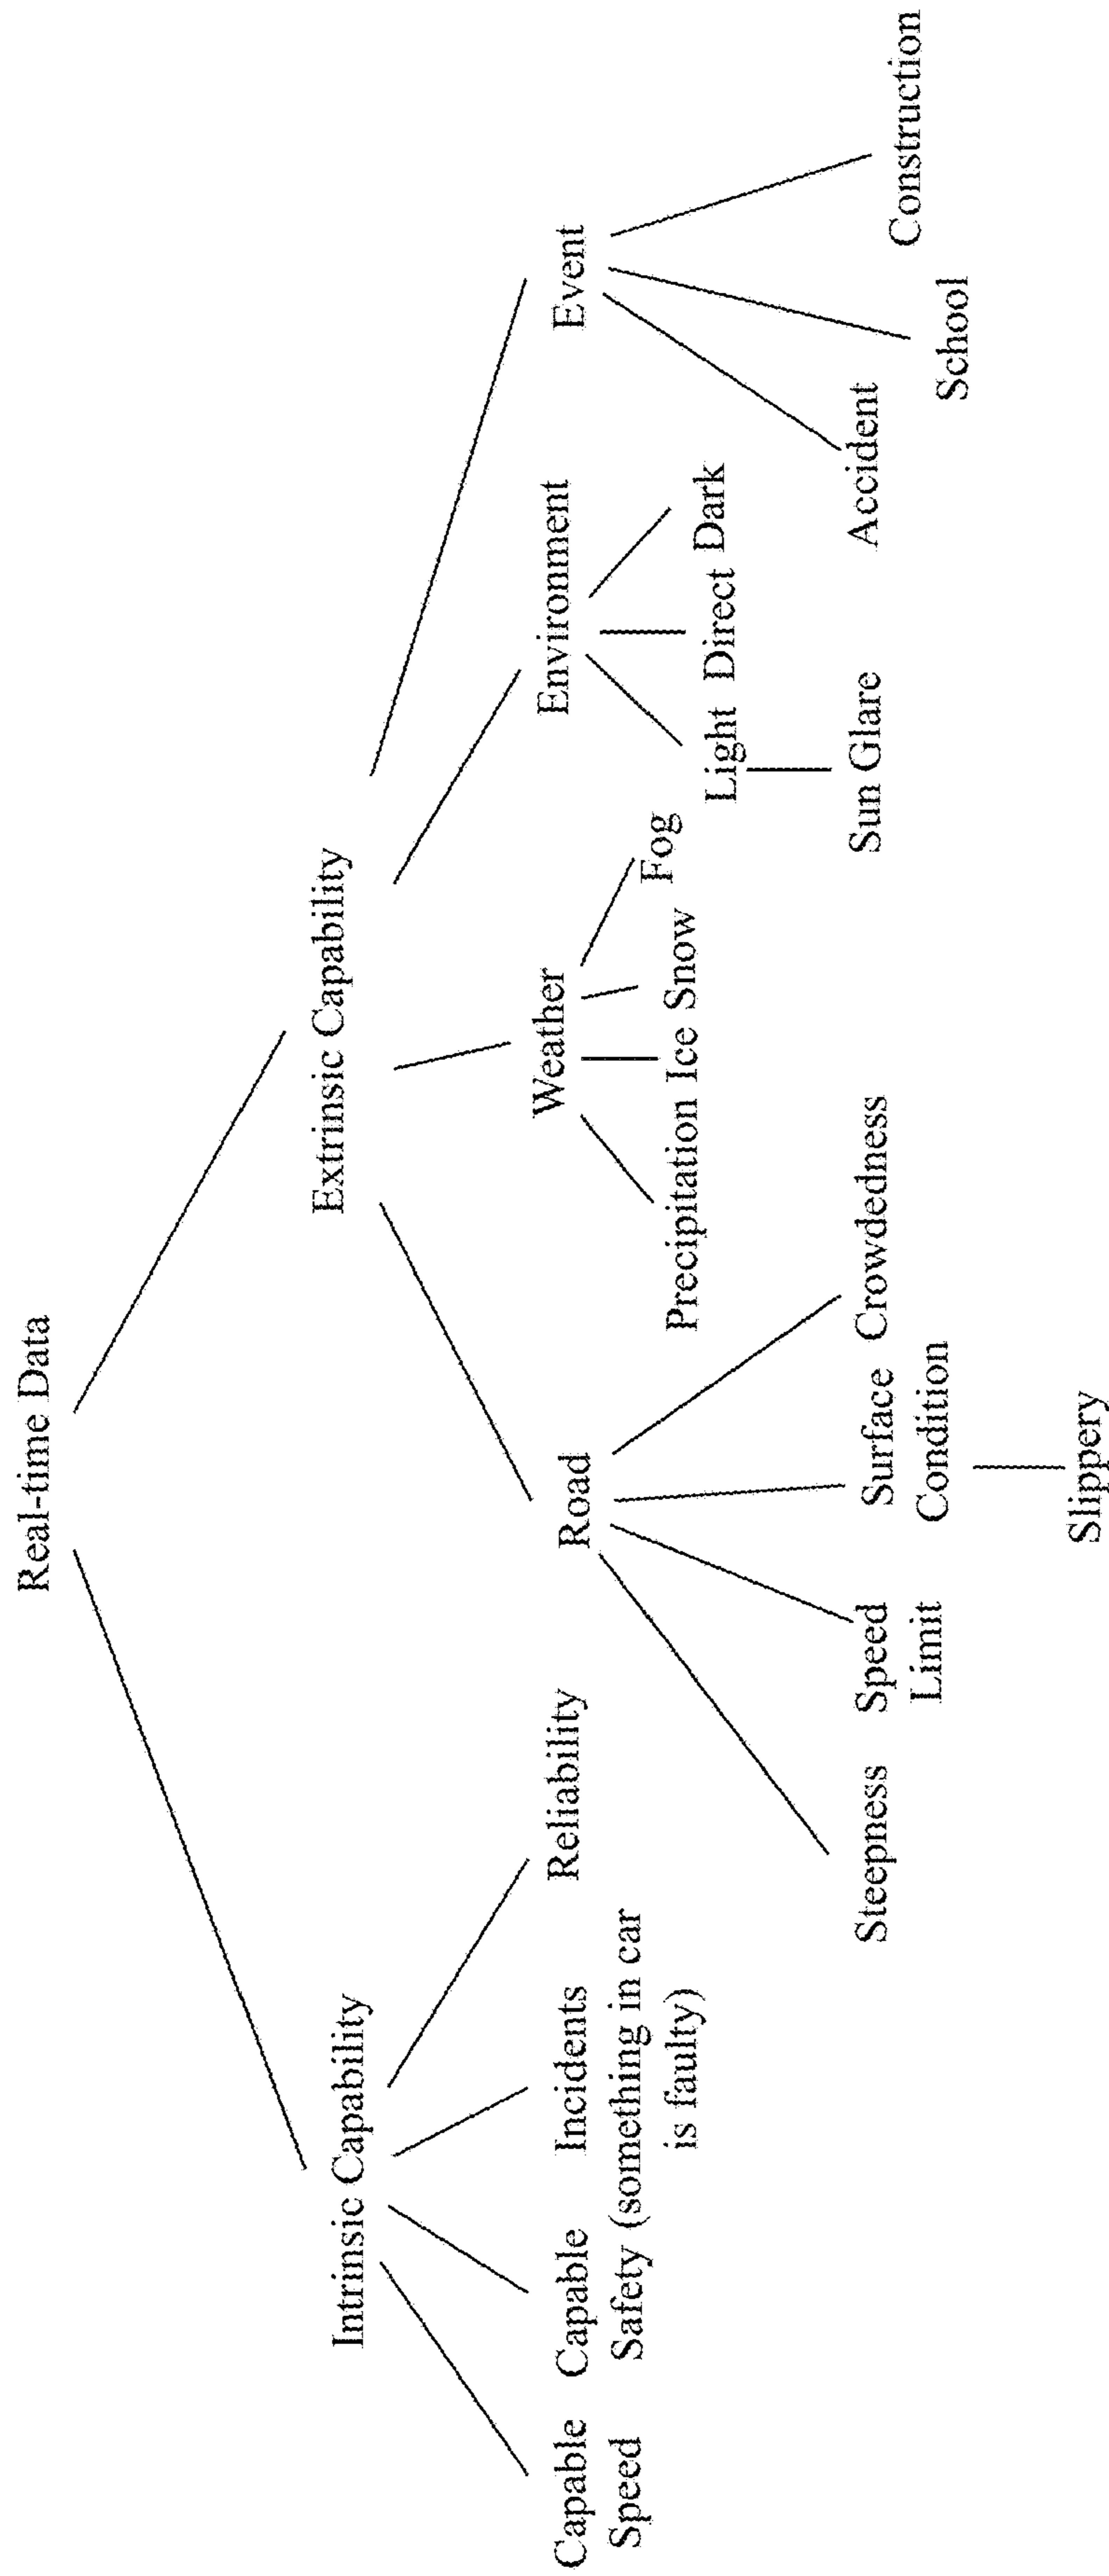 Real-time Data
Intrinsic Capability
Extrinsic Capability
Capable
Speed
Capable
Safety
Incidents
(something in car
is faulty)
Reliability
Road
Weather
Environment
Event
Steepness
Speed
Limit
Surface
Condition
Crowdedness
Slippery
Precipitation
Ice
Snow
Fog
Light
Direct
Dark
Sun Glare
Accident
School
Construction